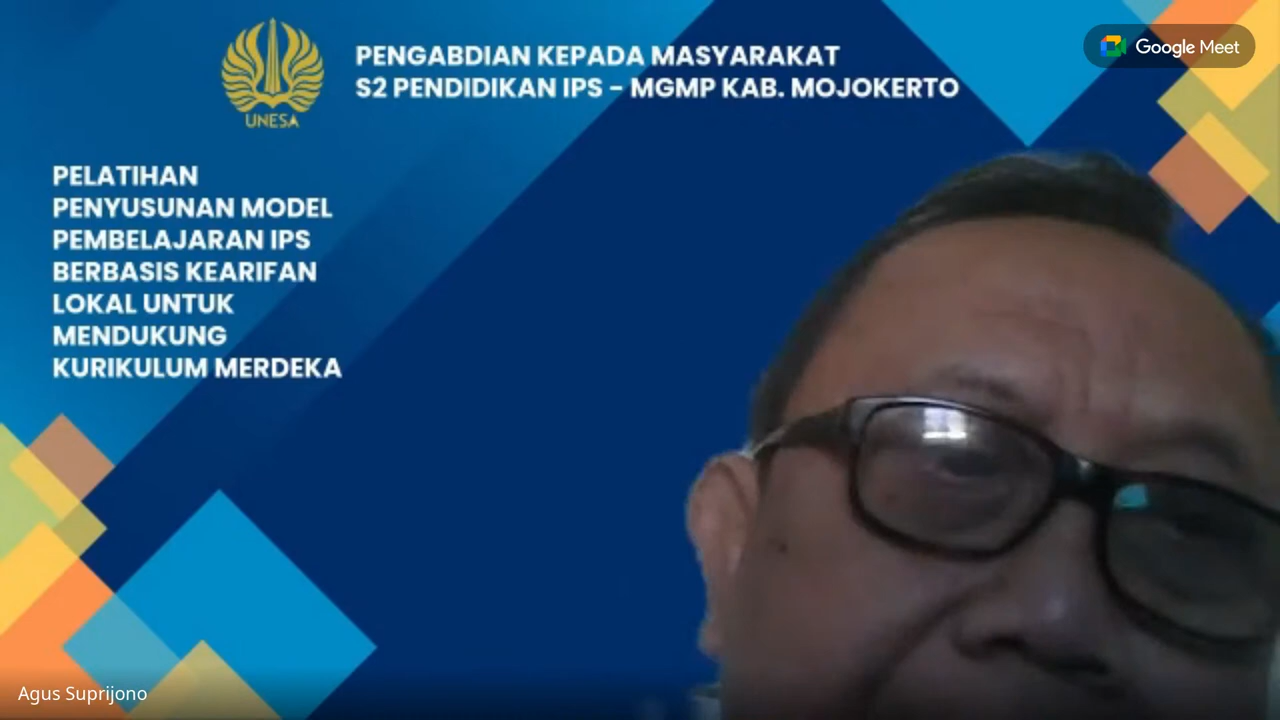 PENGABDIAN KEPADA MASYARAKAT
S2 PENDIDIKAN IPS – MGMP KAB. MOJOKERTO
UNESA
Google Meet
PELATIHAN
PENYUSUNAN MODEL
PEMBELAJARAN IPS
BERBASIS KEARIFAN
LOKAL UNTUK
MENDUKUNG
KURIKULUM MERDEKA
Agus Suprijono